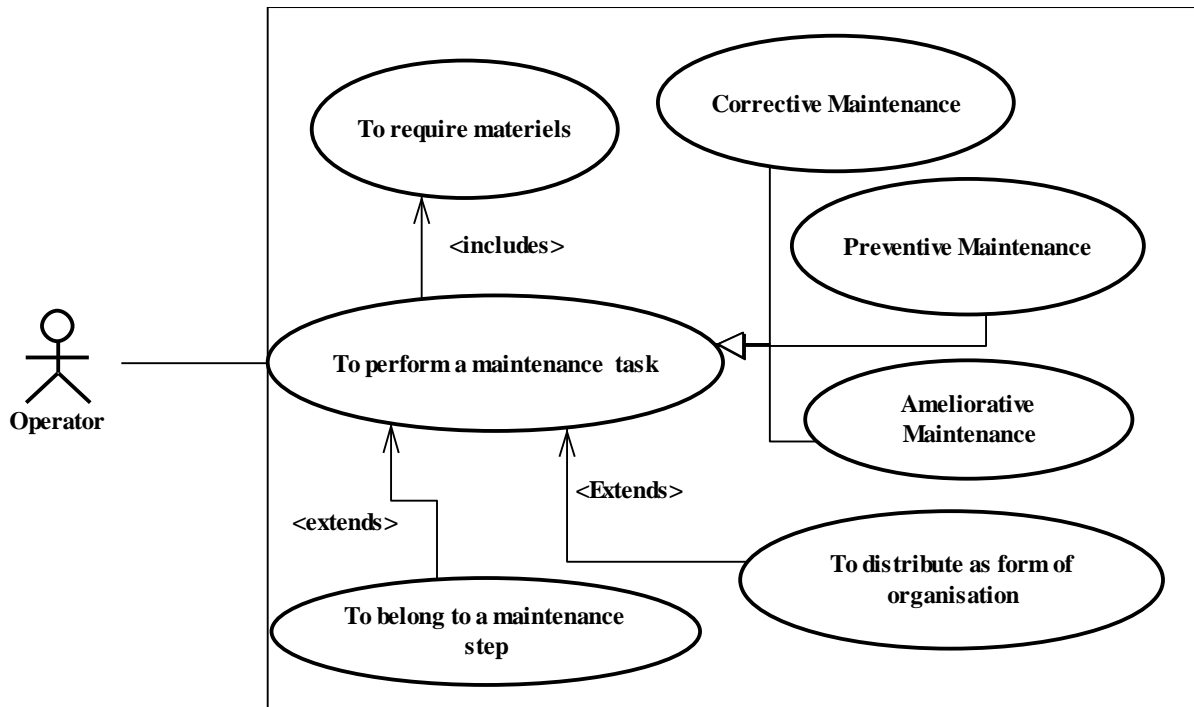 To require materiels
Corrective Maintenance
<includes>
Preventive Maintenance
To perform a maintenance task
Operator
Ameliorative
Maintenance
<extends>
<Extends>
To distribute as form of
organisation
To belong to a maintenance
step